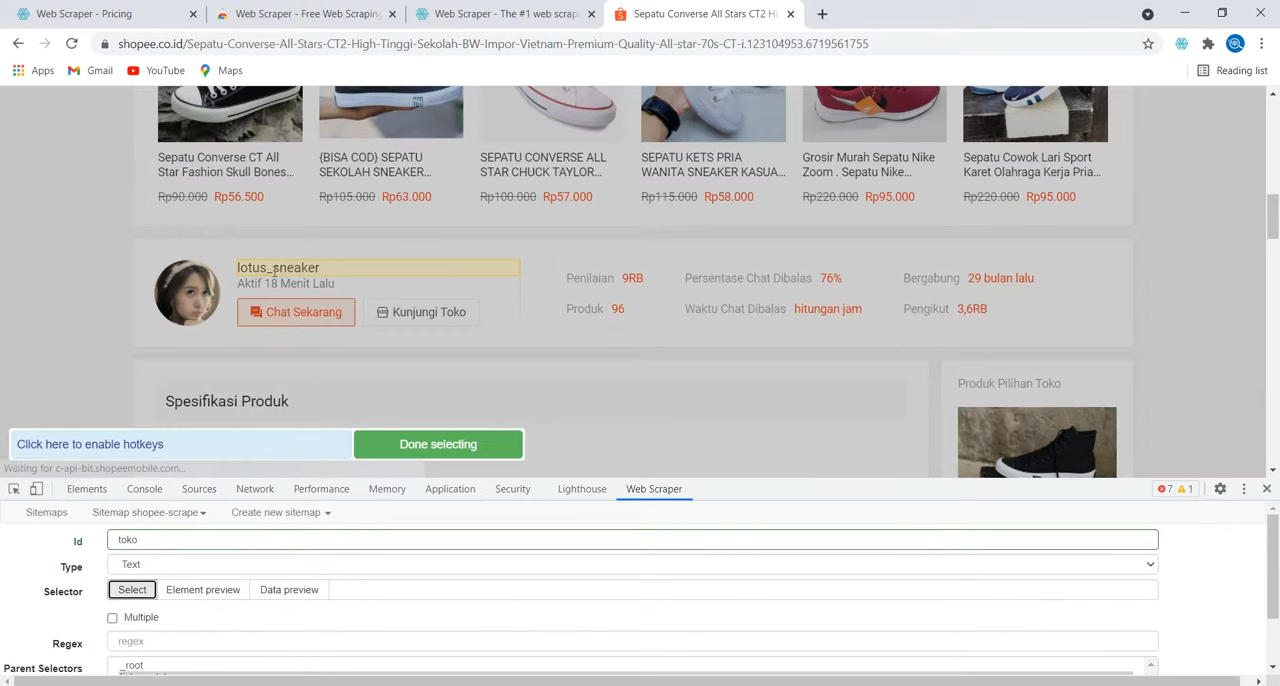 Web Scraper - Pricing
Web Scraper - Free Web Scraping
Web Scraper - The #1 web scrap
Sepatu Converse All Stars CT2 Hi
shopee.co.id/Sepatu-Converse-All-Stars-CT2-High-Tinggi-Sekolah-BW-Impor-Vietnam-Premium-Quality-All-star-70s-CT-i.123104953.6719561755
Apps Gmail YouTube Maps Reading list
Sepatu Converse CT All
Star Fashion Skull Bones...
Rp90.000 Rp56.500
{BISA COD} SEPATU
SEKOLAH SNEAKER...
Rp105.000 Rp63.000
SEPATU CONVERSE ALL
STAR CHUCK TAYLOR...
Rp100.000 Rp57.000
SEPATU KETS PRIA
WANITA SNEAKER KASUA...
Rp115.000 Rp58.000
Grosir Murah Sepatu Nike
Zoom . Sepatu Nike...
Rp220.000 Rp95.000
Sepatu Cowok Lari Sport
Karet Olahraga Kerja Pria...
Rp220.000 Rp95.000
lotus_sneaker
Aktif 18 Menit Lalu
Chat Sekarang Kunjungi Toko
Penilaian 9RB Persentase Chat Dibalas 76% Bergabung 29 bulan lalu
Produk 96 Waktu Chat Dibalas hitungan jam Pengikut 3,6RB
Spesifikasi Produk
Produk Pilihan Toko
Click here to enable hotkeys Done selecting
Waiting for c-api-bit.shopeemobile.com...
Elements Console Sources Network Performance Memory Application Security Lighthouse Web Scraper 7 1
Sitemaps Sitemap shopee-scrape Create new sitemap
Id toko
Type Text
Selector Select Element preview Data preview
Multiple
Regex regex
Parent Selectors _root